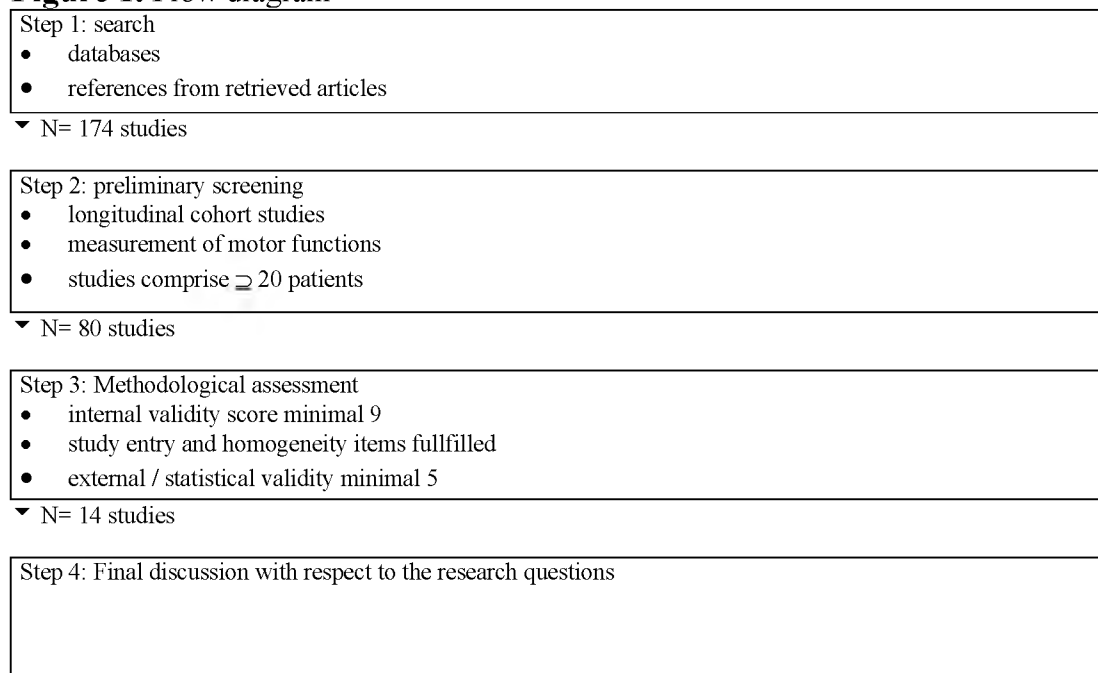 Figure 1. Flow diagram
Step 1: search
• databases
• references from retrieved articles
▼ N= 174 studies
Step 2: preliminary screening
• longitudinal cohort studies
• measurement of motor functions
• studies comprise ⊇ 20 patients
▼ N= 80 studies
Step 3: Methodological assessment
• internal validity score minimal 9
• study entry and homogeneity items fullfilled
• external / statistical validity minimal 5
▼ N= 14 studies
Step 4: Final discussion with respect to the research questions